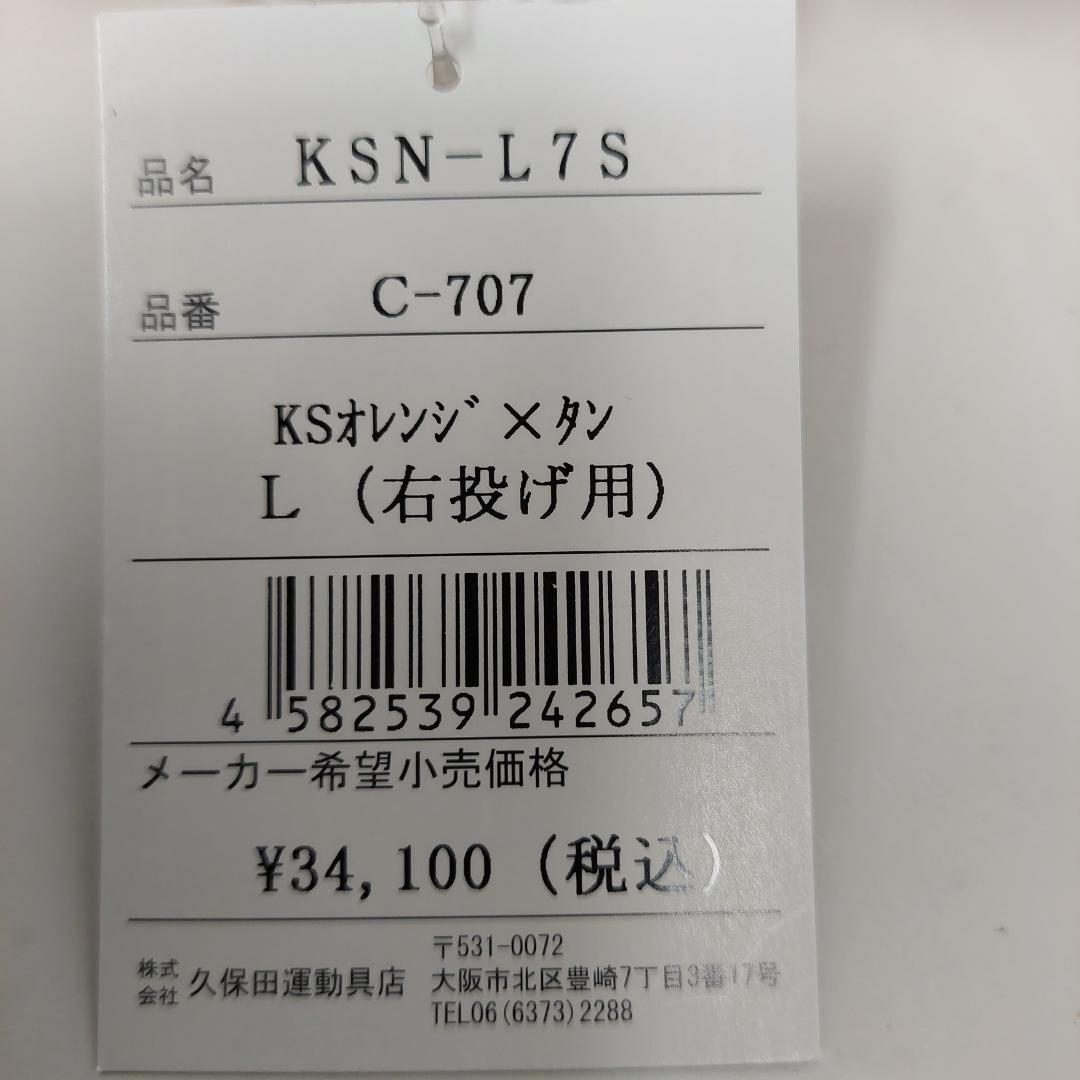 品名 KSN-L7S
品番 C-707
KSｵﾚﾝｼﾞ×ﾀﾝ
L (右投げ用)
4 582539 242657
メーカー希望小売価格
¥34,100 (税込)
株式会社 久保田運動具店
〒531-0072
大阪市北区豊崎7丁目3番17号
TEL06(6373)2288